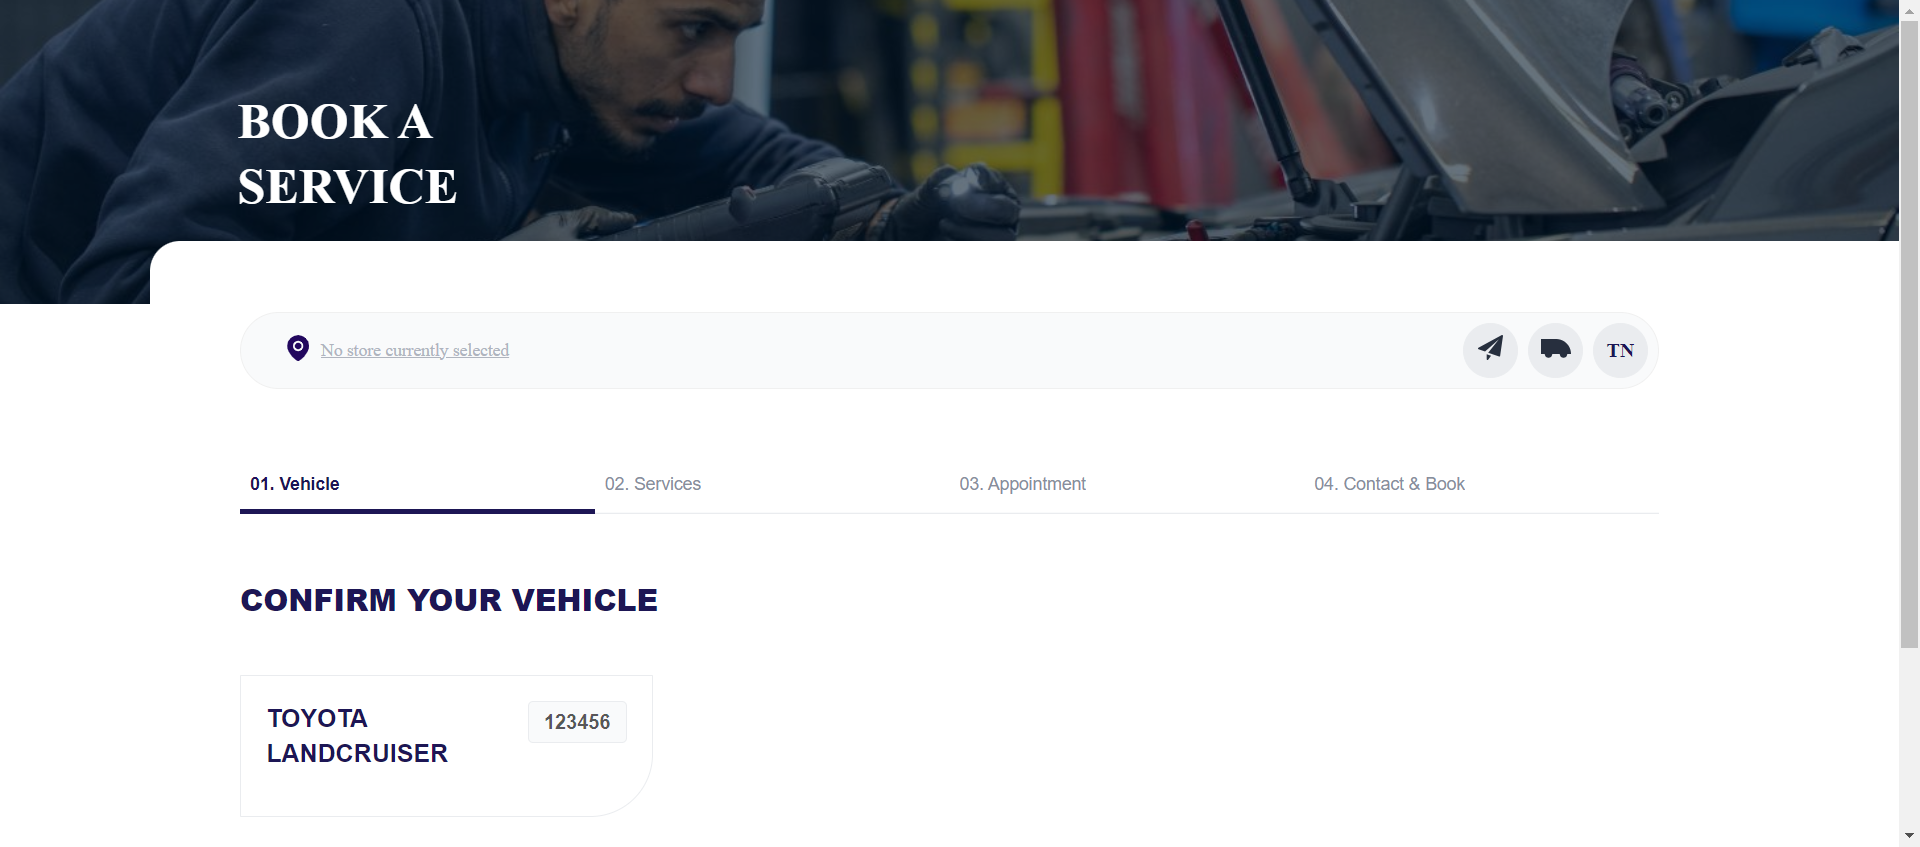 BOOK A
SERVICE
No store currently selected
TN
01. Vehicle
02. Services
03. Appointment
04. Contact & Book
CONFIRM YOUR VEHICLE
TOYOTA
LANDCRUISER
123456